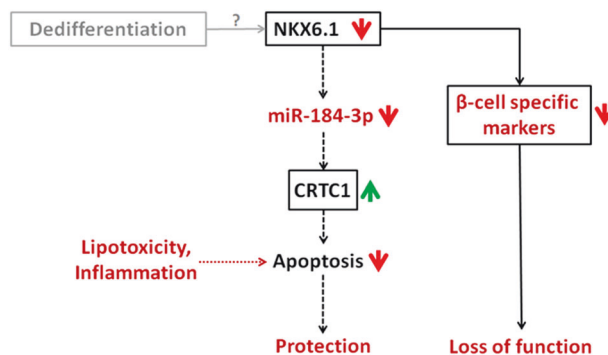 Dedifferentiation
?
NKX6.1
miR-184-3p
β-cell specific
markers
CRTC1
Lipotoxicity,
Inflammation
Apoptosis
Protection
Loss of function